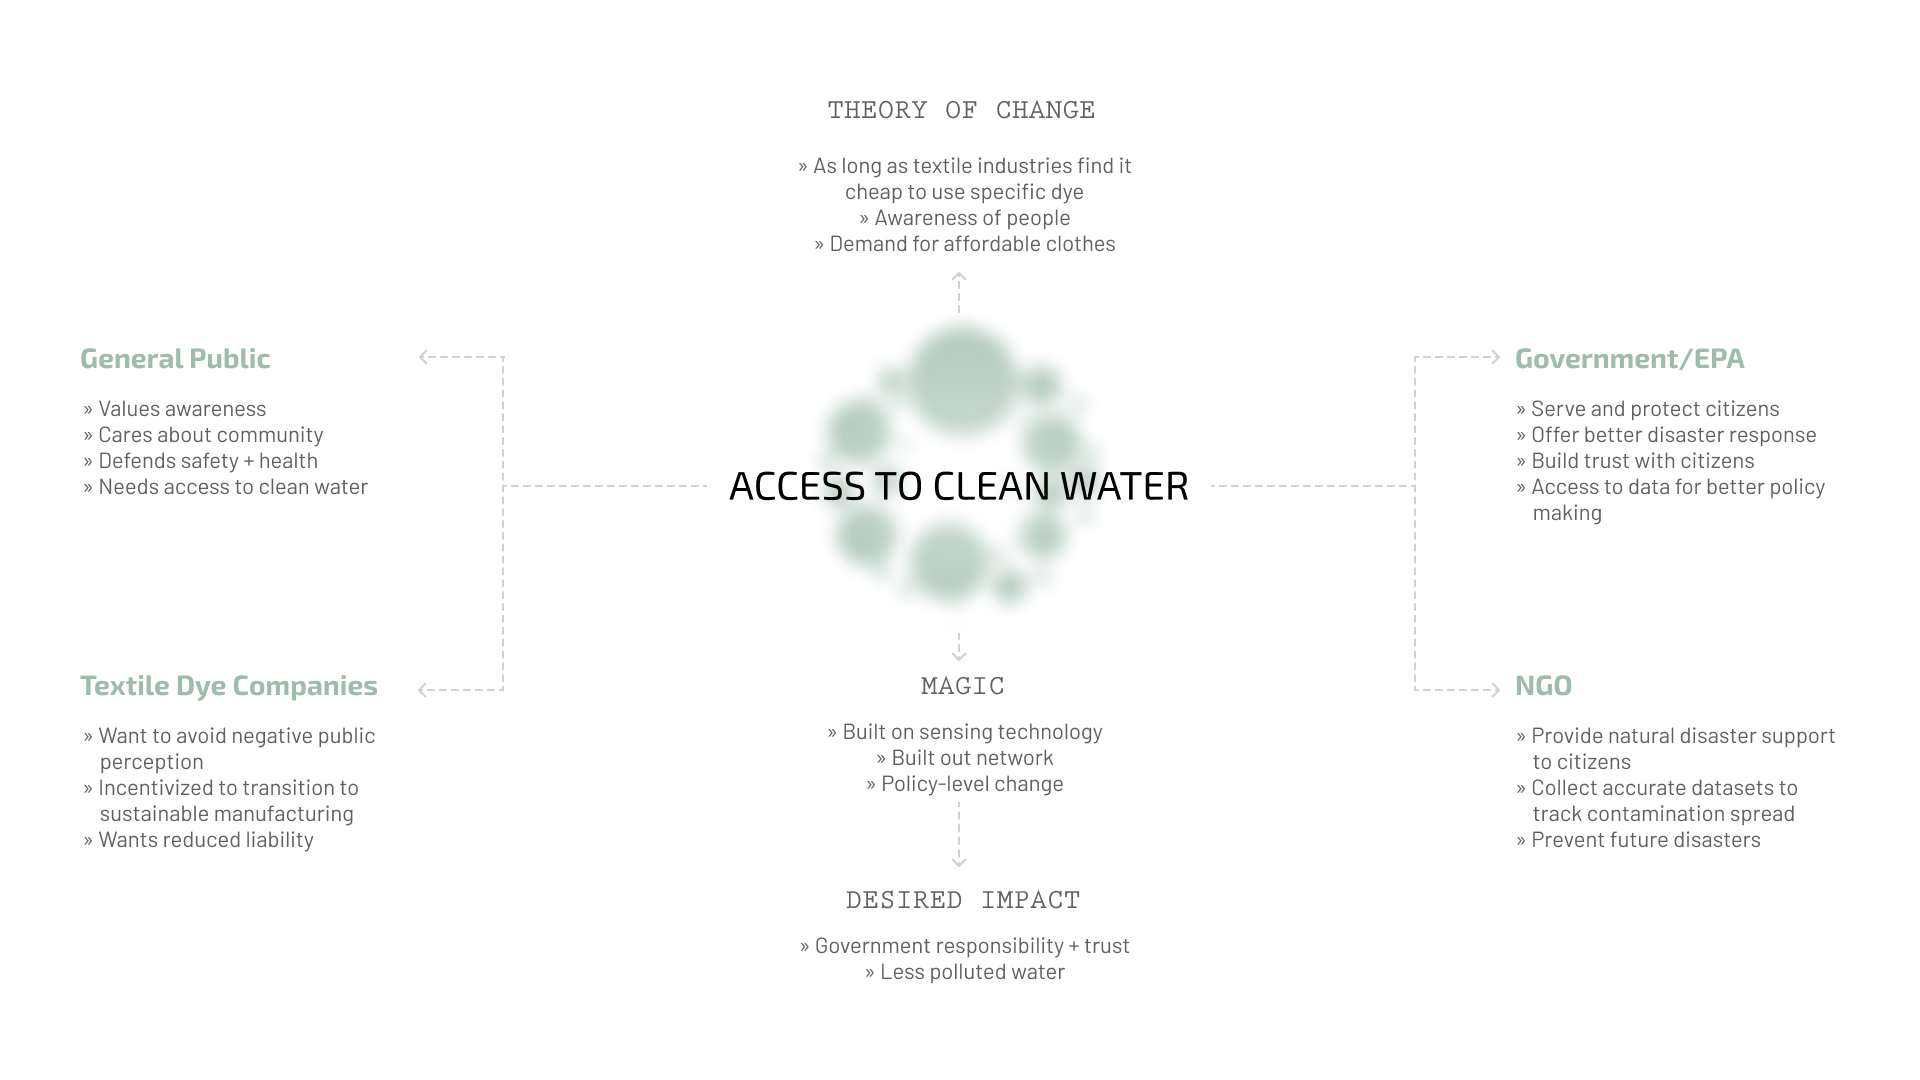 THEORY OF CHANGE
» As long as textile industries find it
cheap to use specific dye
» Awareness of people
» Demand for affordable clothes
General Public
» Values awareness
» Cares about community
» Defends safety + health
» Needs access to clean water
ACCESS TO CLEAN WATER
Government/EPA
» Serve and protect citizens
» Offer better disaster response
» Build trust with citizens
» Access to data for better policy
making
Textile Dye Companies
» Want to avoid negative public
perception
» Incentivized to transition to
sustainable manufacturing
» Wants reduced liability
MAGIC
» Built on sensing technology
» Built out network
» Policy-level change
NGO
» Provide natural disaster support
to citizens
» Collect accurate datasets to
track contamination spread
» Prevent future disasters
DESIRED IMPACT
» Government responsibility + trust
» Less polluted water